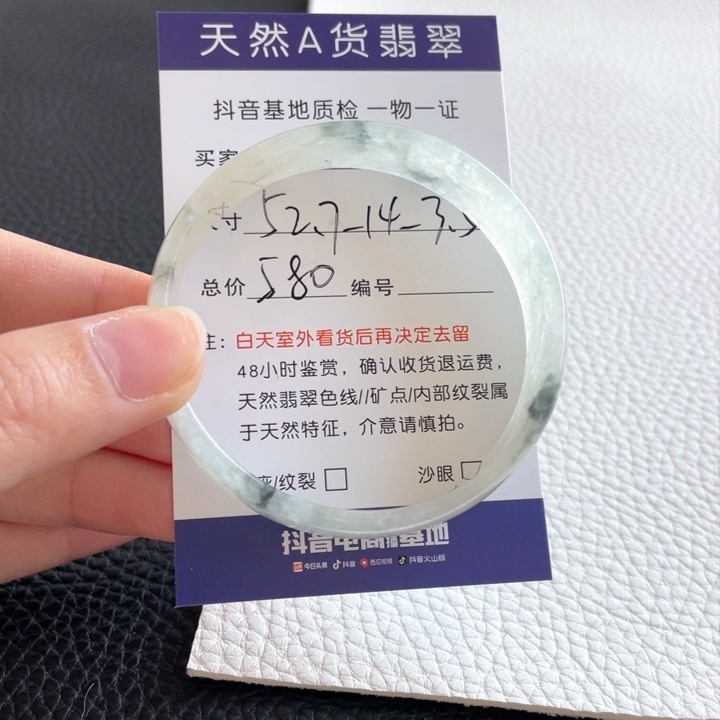 天然A货翡翠
抖音基地质检 一物一证
买家
寸 52.7-14-3.5
总价 580 编号
注：白天室外看货后再决定去留
48小时鉴赏，确认收货退运费，
天然翡翠色线//矿点/内部纹裂属
于天然特征，介意请慎拍。
/纹裂 沙眼
抖音电商直播基地
今日头条 抖音 西瓜视频 抖音火山版